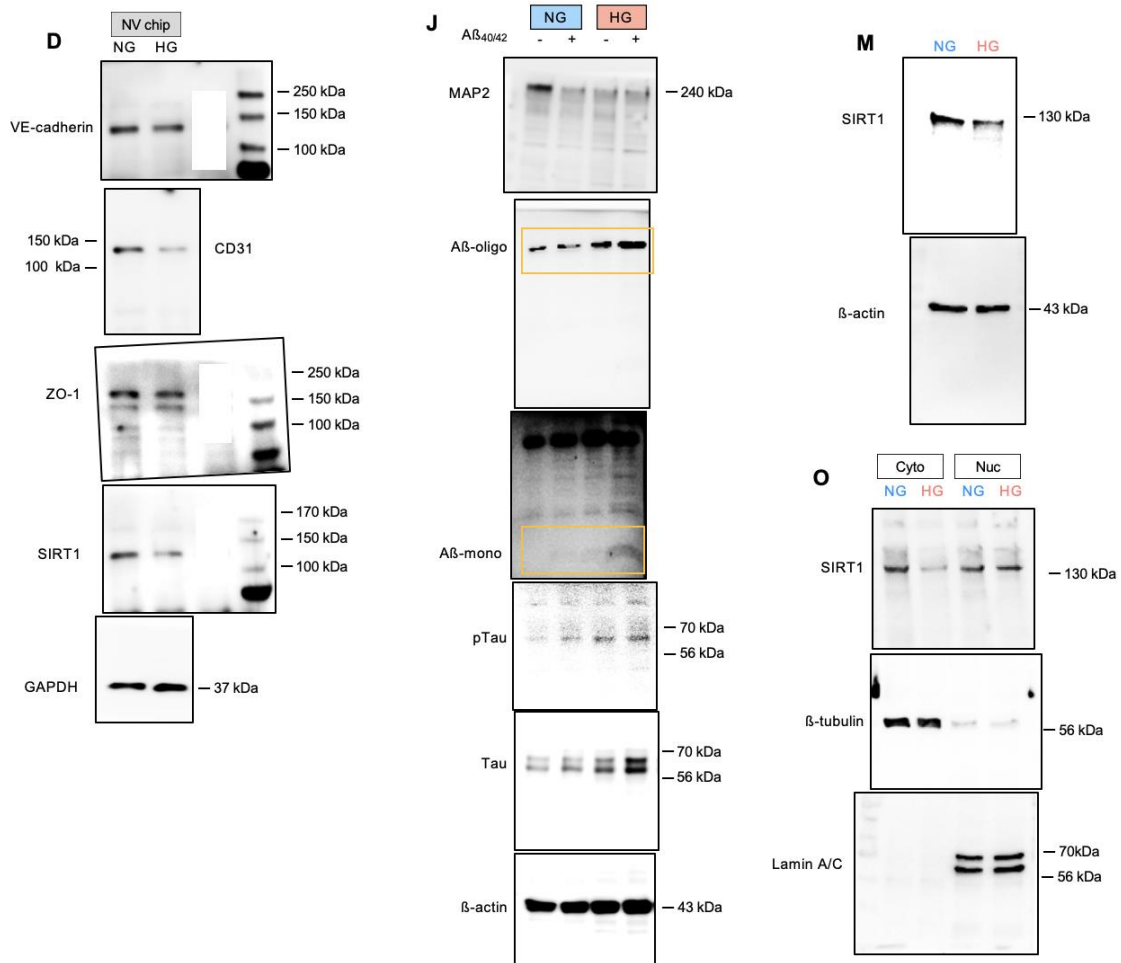 D
NV chip
NG HG
VE-cadherin
250 kDa
150 kDa
100 kDa
150 kDa
100 kDa
CD31
ZO-1
250 kDa
150 kDa
100 kDa
SIRT1
170 kDa
150 kDa
100 kDa
GAPDH
37 kDa
J
NG HG
Aß40/42 - + - +
MAP2
240 kDa
Aß-oligo
Aß-mono
pTau
70 kDa
56 kDa
Tau
70 kDa
56 kDa
ß-actin
43 kDa
M
NG HG
SIRT1
130 kDa
ß-actin
43 kDa
O
Cyto Nuc
NG HG NG HG
SIRT1
130 kDa
ß-tubulin
56 kDa
Lamin A/C
70kDa
56 kDa